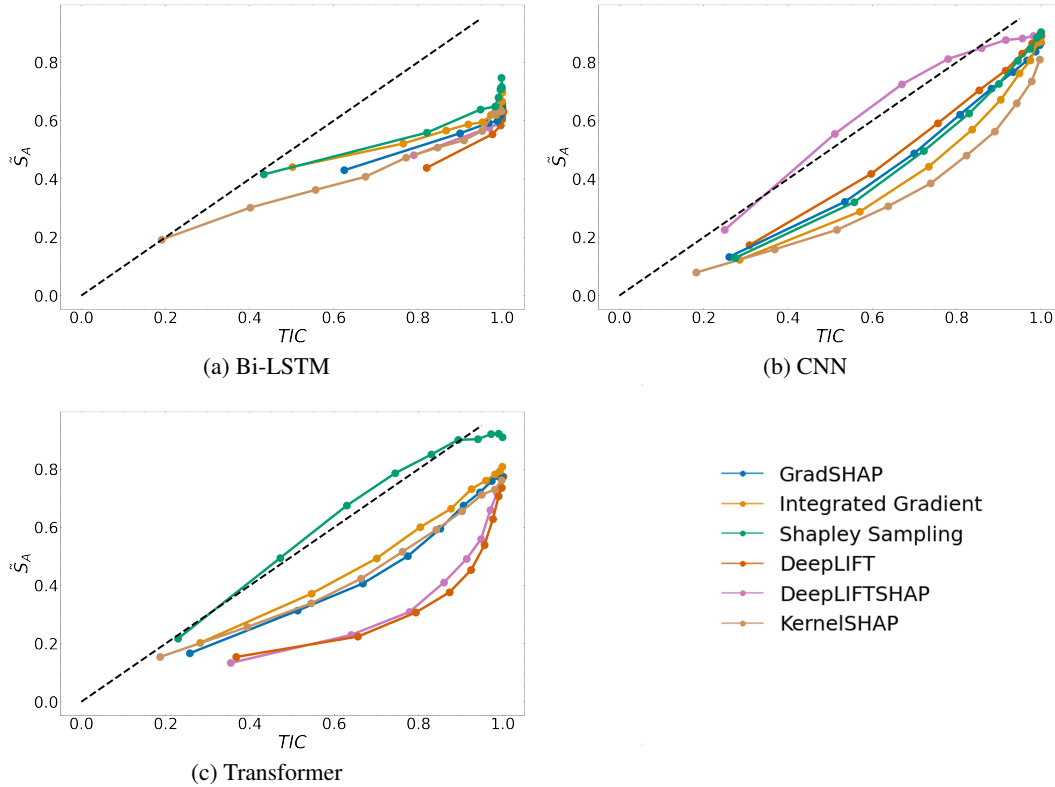 0.8
0.6
0.4
0.2
0.0
S̃_A
0.0 0.2 0.4 0.6 0.8 1.0
TIC
(a) Bi-LSTM
0.8
0.6
0.4
0.2
0.0
S̃_A
0.0 0.2 0.4 0.6 0.8 1.0
TIC
(b) CNN
0.8
0.6
0.4
0.2
0.0
S̃_A
0.0 0.2 0.4 0.6 0.8 1.0
TIC
(c) Transformer
GradSHAP
Integrated Gradient
Shapley Sampling
DeepLIFT
DeepLIFTSHAP
KernelSHAP